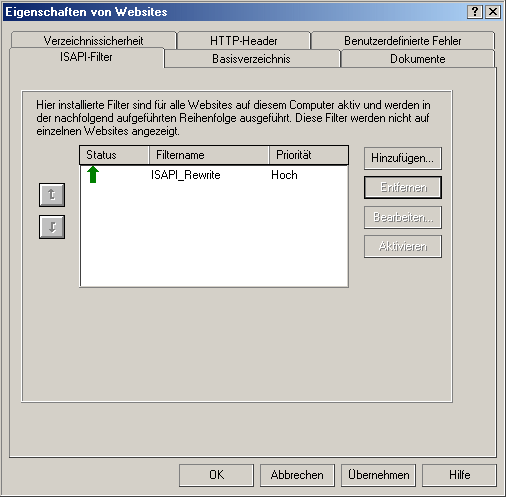 Eigenschaften von Websites
Verzeichnissicherheit HTTP-Header Benutzerdefinierte Fehler
ISAPI-Filter Basisverzeichnis Dokumente
Hier installierte Filter sind für alle Websites auf diesem Computer aktiv und werden in
der nachfolgend aufgeführten Reihenfolge ausgeführt. Diese Filter werden nicht auf
einzelnen Websites angezeigt.
Status Filtername Priorität
ISAPI_Rewrite Hoch
Hinzufügen...
Entfernen
Bearbeiten...
Aktivieren
OK Abbrechen Übernehmen Hilfe